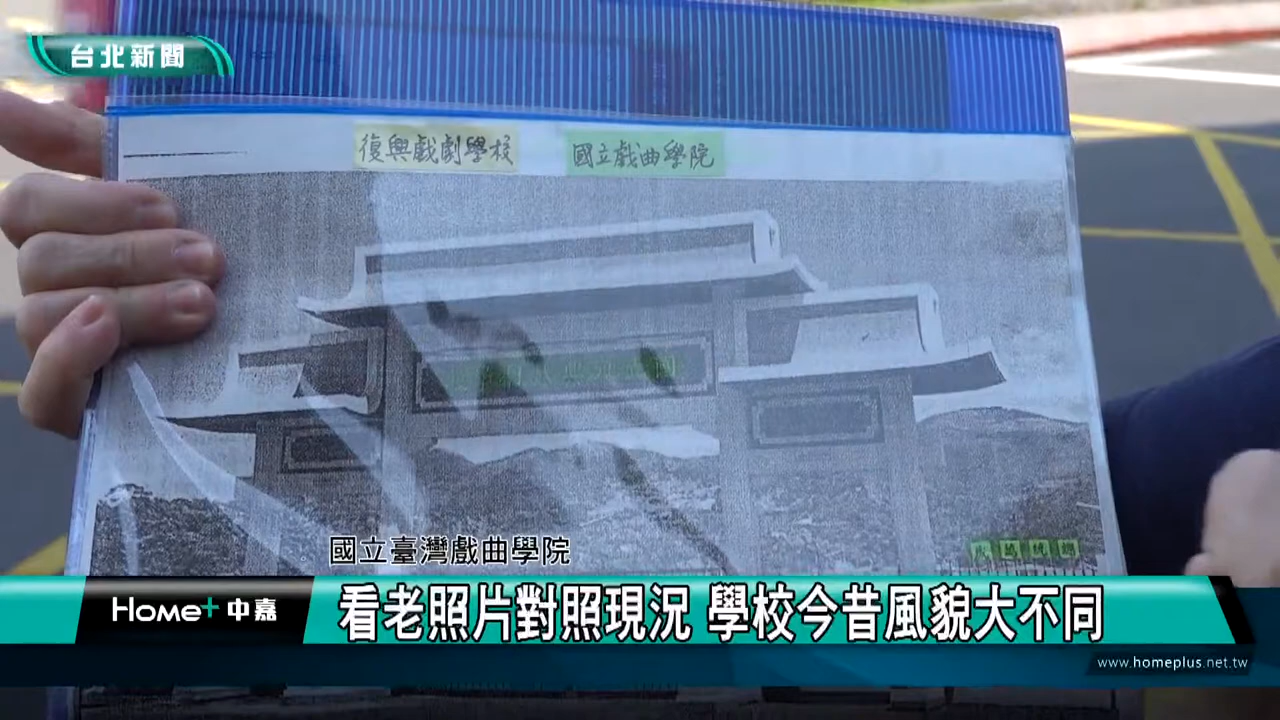 台北新聞
復興戲劇學校
國立戲曲學院
國立臺灣戲曲學院
Home+ 中嘉
看老照片對照現況 學校今昔風貌大不同
www.homeplus.net.tw